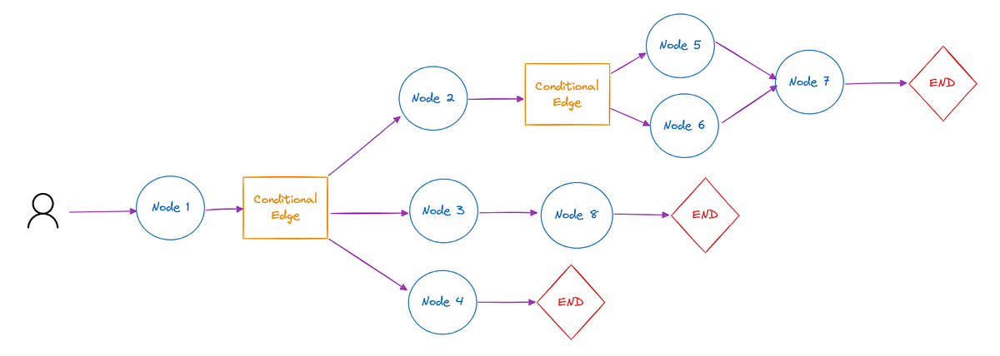 Node 5
Conditional
Edge
Node 7
END
Node 2
Node 6
Node 1
Conditional
Edge
Node 3
Node 8
END
Node 4
END